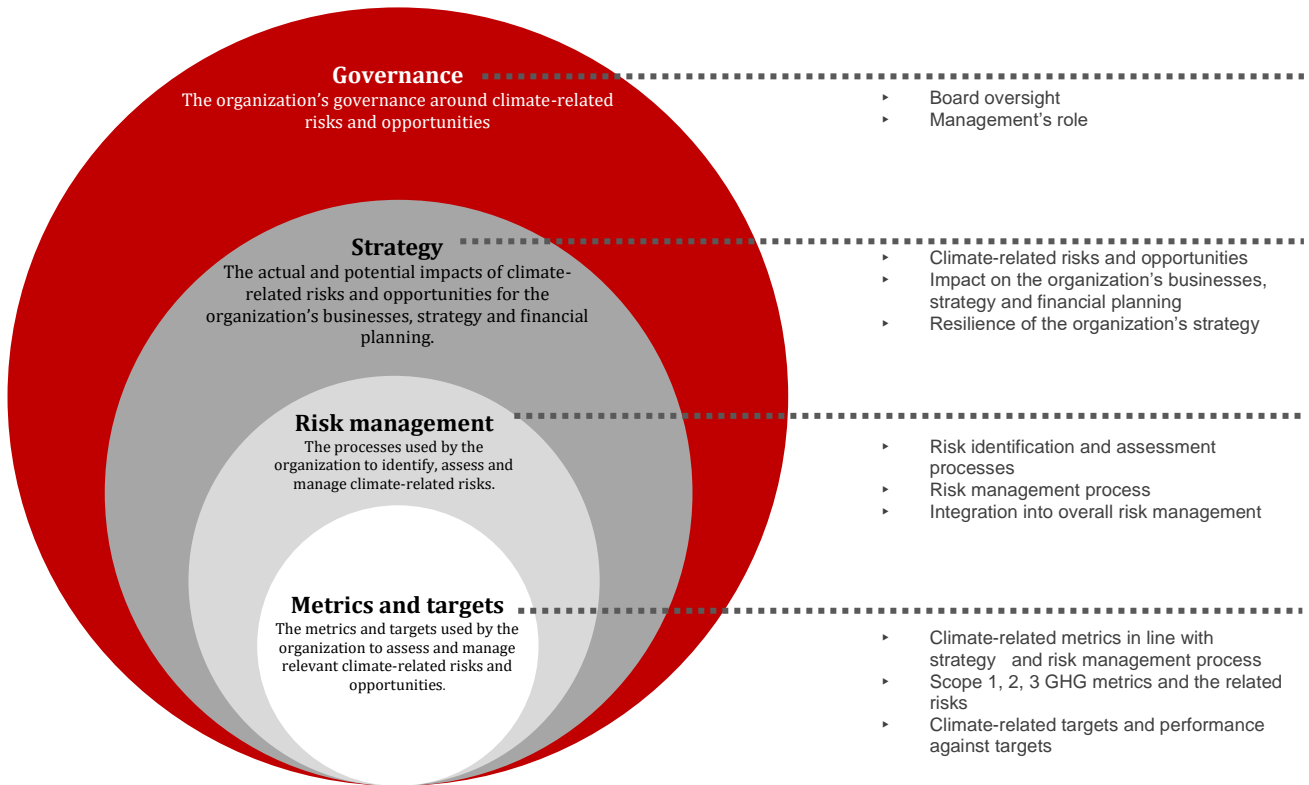 Governance
The organization's governance around climate-related
risks and opportunities
▸ Board oversight
▸ Management's role
Strategy
The actual and potential impacts of climate-
related risks and opportunities for the
organization's businesses, strategy and financial
planning.
▸ Climate-related risks and opportunities
▸ Impact on the organization's businesses,
strategy and financial planning
▸ Resilience of the organization's strategy
Risk management
The processes used by the
organization to identify, assess and
manage climate-related risks.
▸ Risk identification and assessment
processes
▸ Risk management process
▸ Integration into overall risk management
Metrics and targets
The metrics and targets used by the
organization to assess and manage
relevant climate-related risks and
opportunities.
▸ Climate-related metrics in line with
strategy and risk management process
▸ Scope 1, 2, 3 GHG metrics and the related
risks
▸ Climate-related targets and performance
against targets